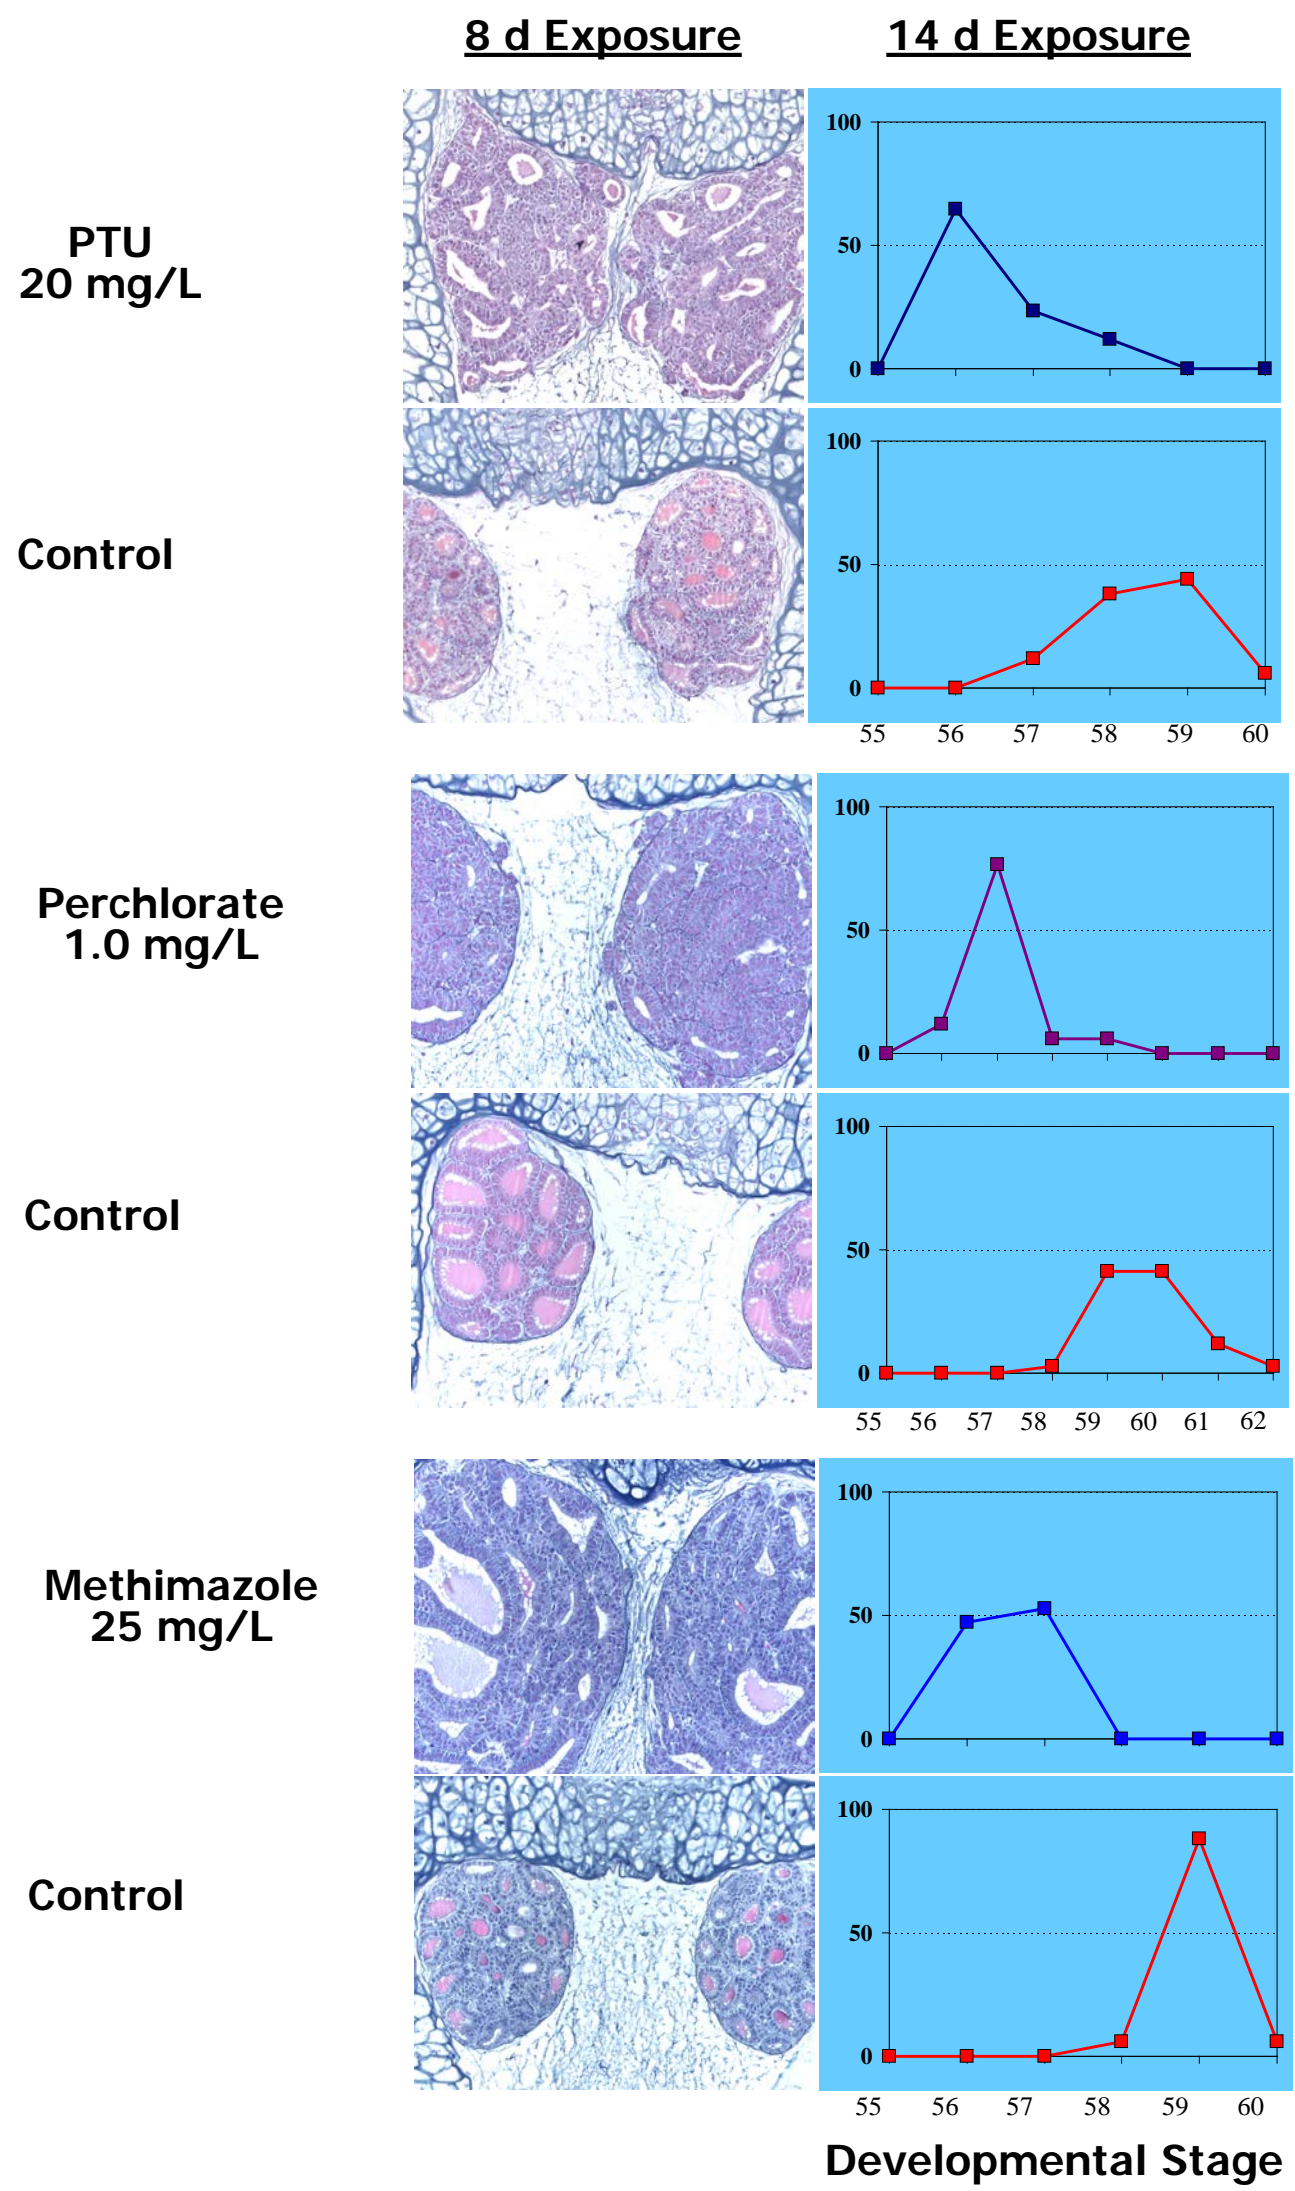 8 d Exposure
14 d Exposure
PTU
20 mg/L
100
50
0
Control
100
50
0
55 56 57 58 59 60
Perchlorate
1.0 mg/L
100
50
0
Control
100
50
0
55 56 57 58 59 60 61 62
Methimazole
25 mg/L
100
50
0
Control
100
50
0
55 56 57 58 59 60
Developmental Stage